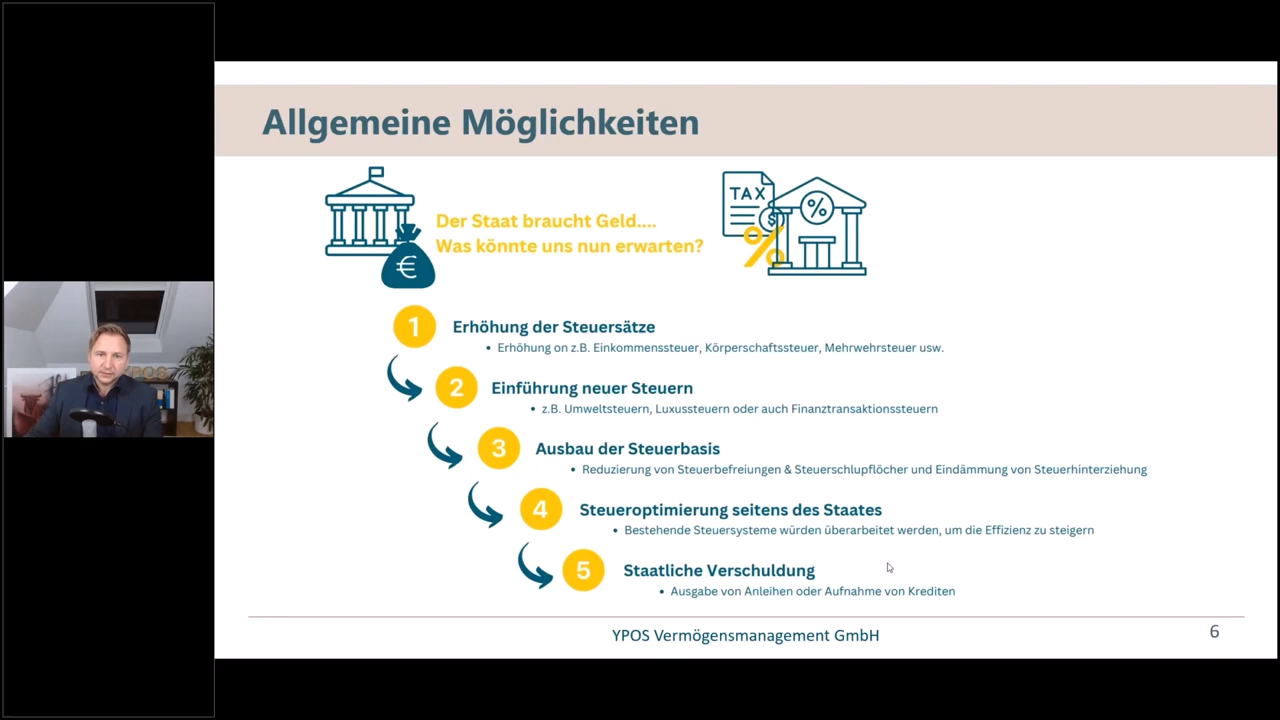 Allgemeine Möglichkeiten
Der Staat braucht Geld....
Was könnte uns nun erwarten?
TAX
$
%
%
€
1
Erhöhung der Steuersätze
• Erhöhung on z.B. Einkommenssteuer, Körperschaftssteuer, Mehrwehrsteuer usw.
2
Einführung neuer Steuern
• z.B. Umweltsteuern, Luxussteuern oder auch Finanztransaktionssteuern
3
Ausbau der Steuerbasis
• Reduzierung von Steuerbefreiungen & Steuerschlupflöcher und Eindämmung von Steuerhinterziehung
4
Steueroptimierung seitens des Staates
• Bestehende Steuersysteme würden überarbeitet werden, um die Effizienz zu steigern
5
Staatliche Verschuldung
• Ausgabe von Anleihen oder Aufnahme von Krediten
YPOS Vermögensmanagement GmbH
6
YPOS